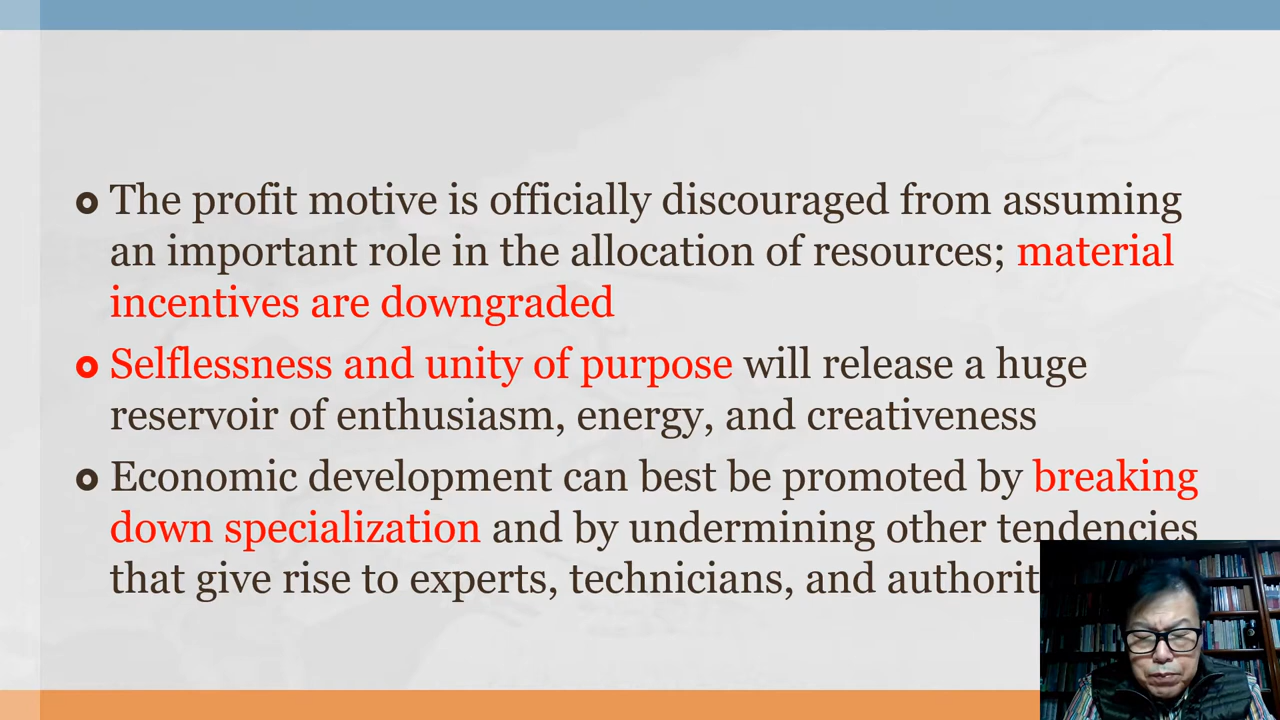 The profit motive is officially discouraged from assuming
an important role in the allocation of resources; material
incentives are downgraded
Selflessness and unity of purpose will release a huge
reservoir of enthusiasm, energy, and creativeness
Economic development can best be promoted by breaking
down specialization and by undermining other tendencies
that give rise to experts, technicians, and